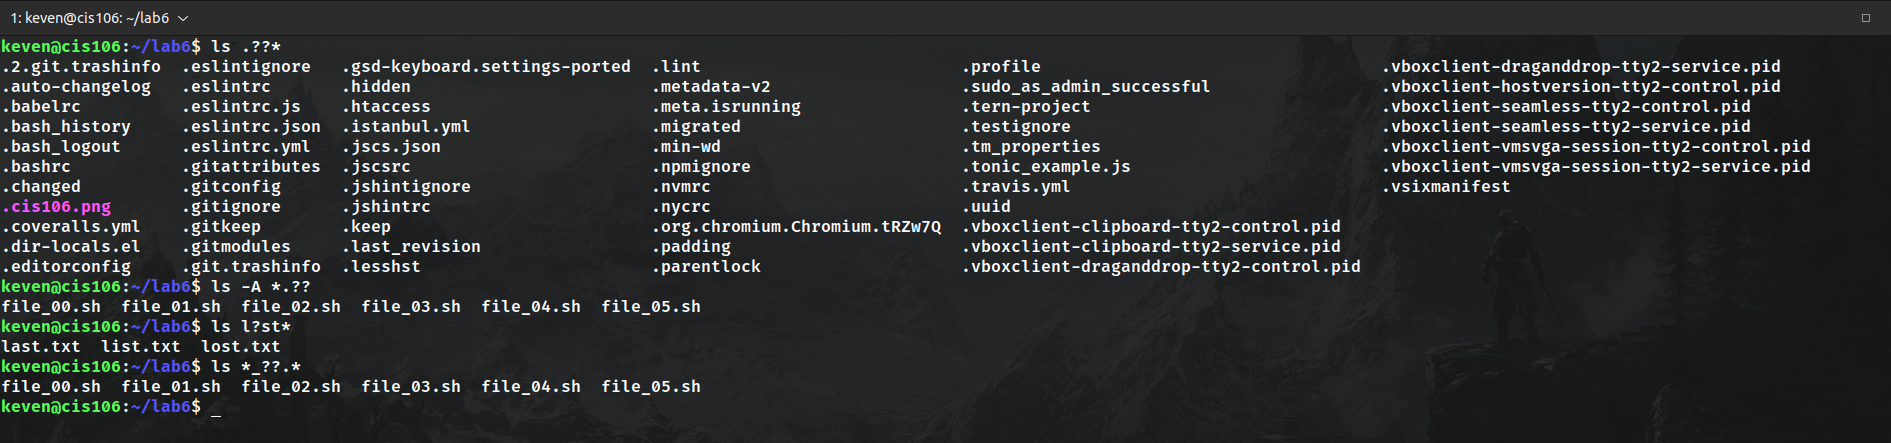 1: keven@cis106: ~/lab6
keven@cis106:~/lab6$ ls .??*
.2.git.trashinfo .eslintignore .gsd-keyboard.settings-ported .lint .profile .vboxclient-draganddrop-tty2-service.pid
.auto-changelog .eslintrc .hidden .metadata-v2 .sudo_as_admin_successful .vboxclient-hostversion-tty2-control.pid
.babelrc .eslintrc.js .htaccess .meta.isrunning .tern-project .vboxclient-seamless-tty2-control.pid
.bash_history .eslintrc.json .istanbul.yml .migrated .testignore .vboxclient-seamless-tty2-service.pid
.bash_logout .eslintrc.yml .jscs.json .min-wd .tm_properties .vboxclient-vmsvga-session-tty2-control.pid
.bashrc .gitattributes .jscsrc .npmignore .tonic_example.js .vboxclient-vmsvga-session-tty2-service.pid
.changed .gitconfig .jshintignore .nvmrc .travis.yml .vsixmanifest
.cis106.png .gitignore .jshintrc .nycrc .uuid
.coveralls.yml .gitkeep .keep .org.chromium.Chromium.tRZw7Q .vboxclient-clipboard-tty2-control.pid
.dir-locals.el .gitmodules .last_revision .padding .vboxclient-clipboard-tty2-service.pid
.editorconfig .git.trashinfo .lesshst .parentlock .vboxclient-draganddrop-tty2-control.pid
keven@cis106:~/lab6$ ls -A *.??
file_00.sh file_01.sh file_02.sh file_03.sh file_04.sh file_05.sh
keven@cis106:~/lab6$ ls l?st*
last.txt list.txt lost.txt
keven@cis106:~/lab6$ ls *_??.*
file_00.sh file_01.sh file_02.sh file_03.sh file_04.sh file_05.sh
keven@cis106:~/lab6$ _